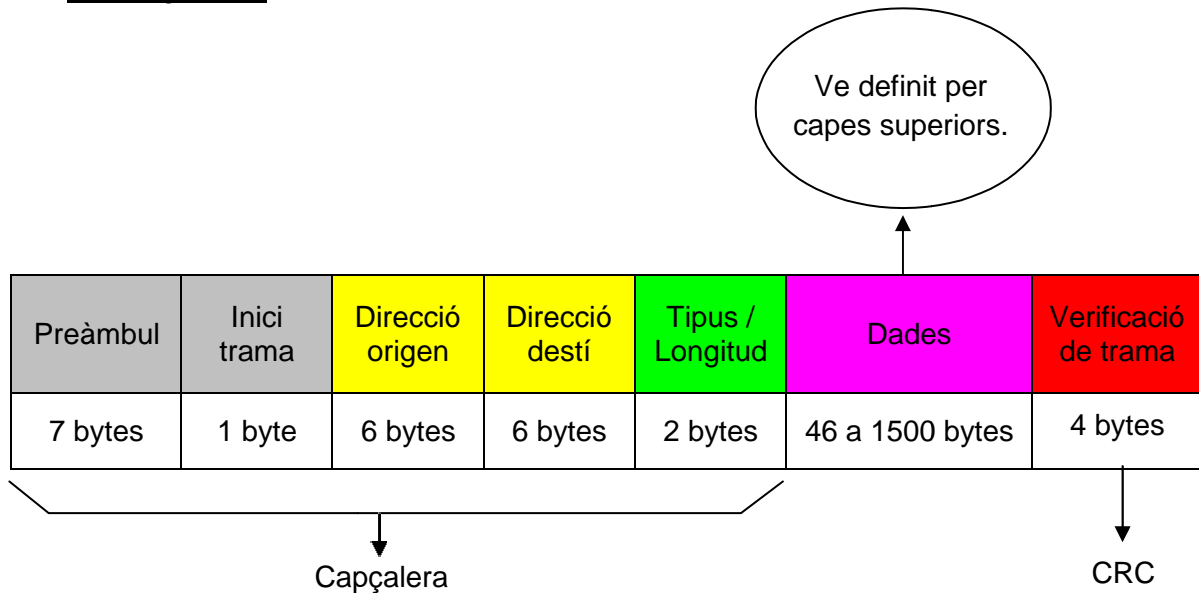 Ve definit per
capes superiors.
Preàmbul
Inici
trama
Direcció
origen
Direcció
destí
Tipus /
Longitud
Dades
Verificació
de trama
7 bytes
1 byte
6 bytes
6 bytes
2 bytes
46 a 1500 bytes
4 bytes
Capçalera
CRC